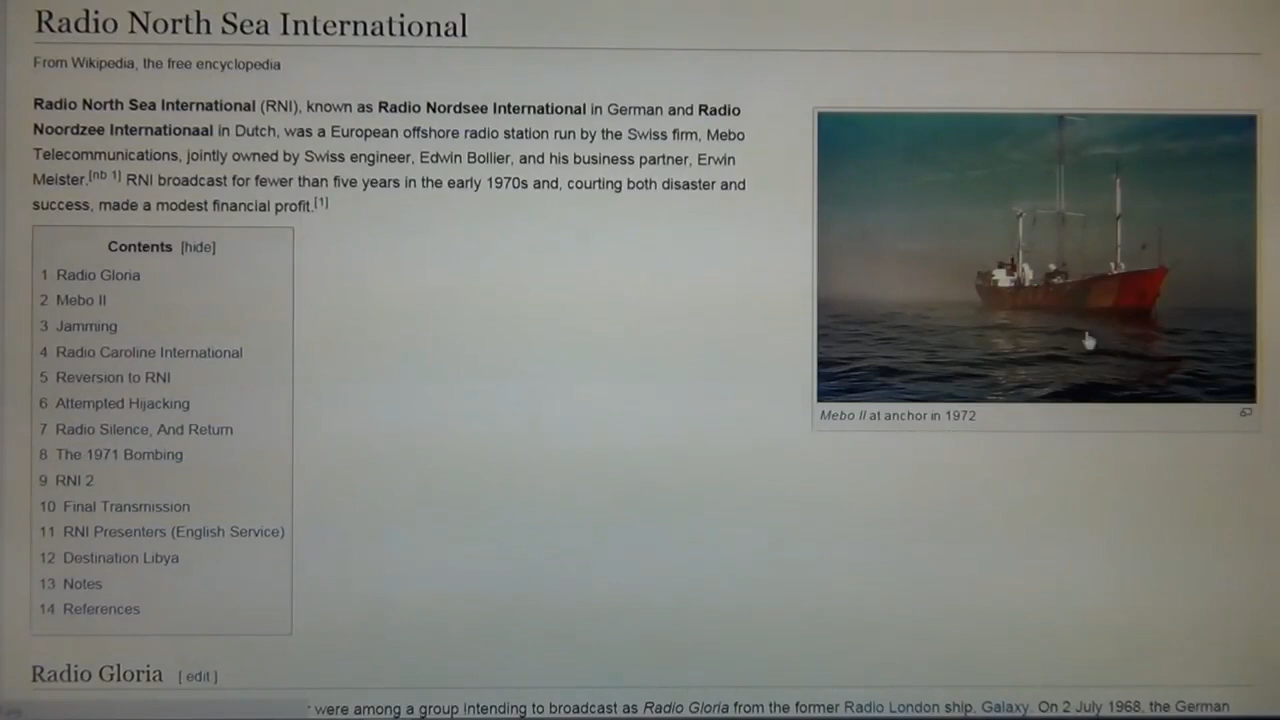 Radio North Sea International
From Wikipedia, the free encyclopedia
Radio North Sea International (RNI), known as Radio Nordsee International in German and Radio
Noordzee Internationaal in Dutch, was a European offshore radio station run by the Swiss firm, Mebo
Telecommunications, jointly owned by Swiss engineer, Edwin Bollier, and his business partner, Erwin
Meister.[nb 1] RNI broadcast for fewer than five years in the early 1970s and, courting both disaster and
success, made a modest financial profit.[1]
Contents [hide]
1 Radio Gloria
2 Mebo II
3 Jamming
4 Radio Caroline International
5 Reversion to RNI
6 Attempted Hijacking
7 Radio Silence, And Return
8 The 1971 Bombing
9 RNI 2
10 Final Transmission
11 RNI Presenters (English Service)
12 Destination Libya
13 Notes
14 References
Mebo II at anchor in 1972
Radio Gloria [ edit ]
were among a group intending to broadcast as Radio Gloria from the former Radio London ship, Galaxy. On 2 July 1968, the German